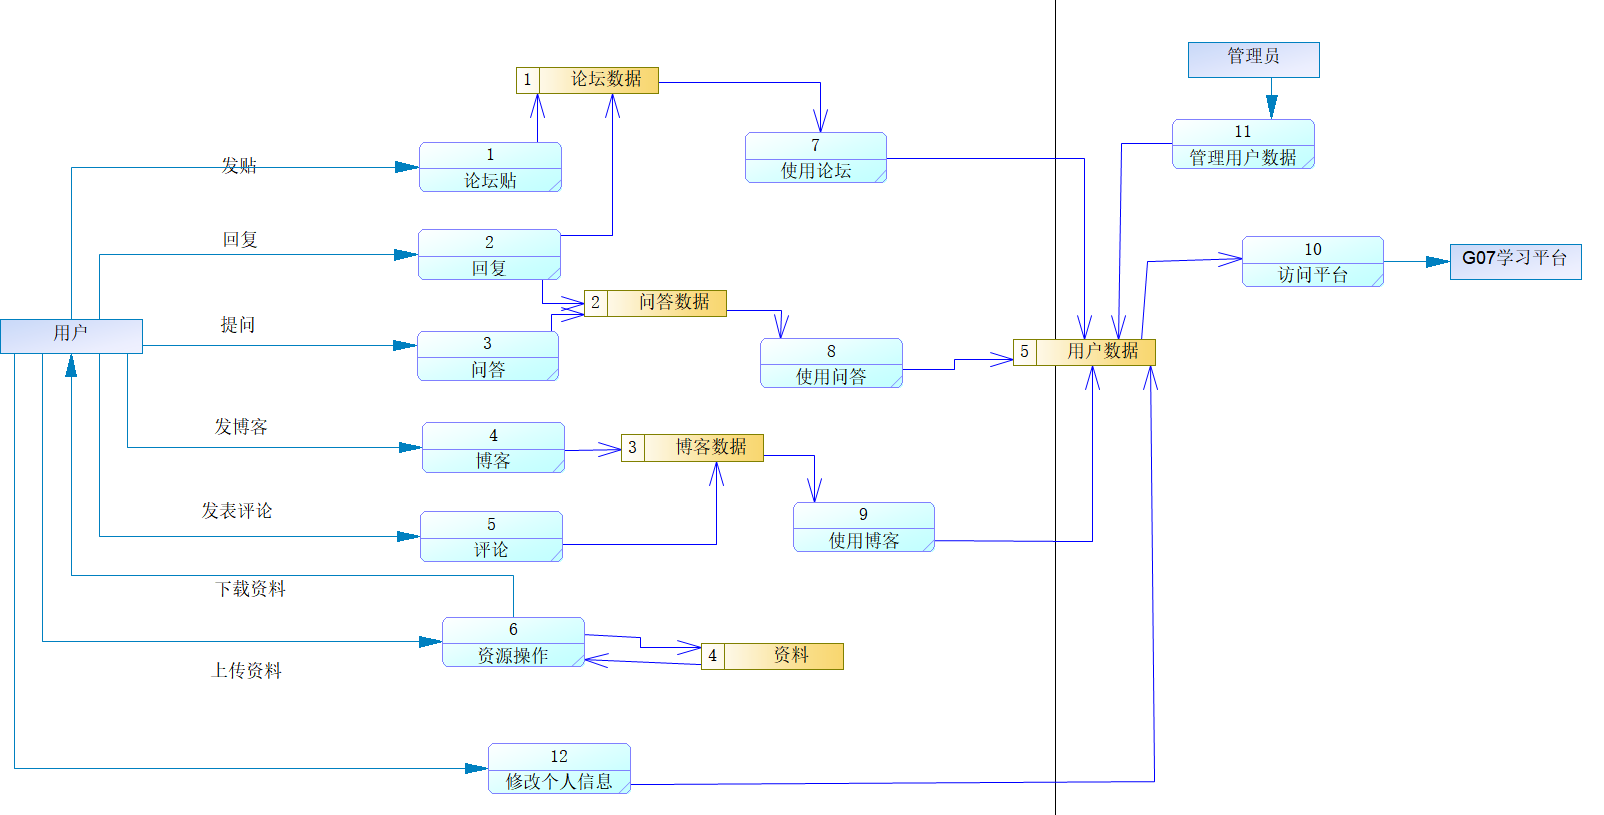 管理员
1 论坛数据
11
管理用户数据
7
使用论坛
发贴
1
论坛贴
回复
2
回复
10
访问平台
G07学习平台
2 问答数据
提问
用户
3
问答
8
使用问答
5 用户数据
发博客
4
博客
3 博客数据
发表评论
5
评论
9
使用博客
下载资料
6
资源操作
4 资料
上传资料
12
修改个人信息